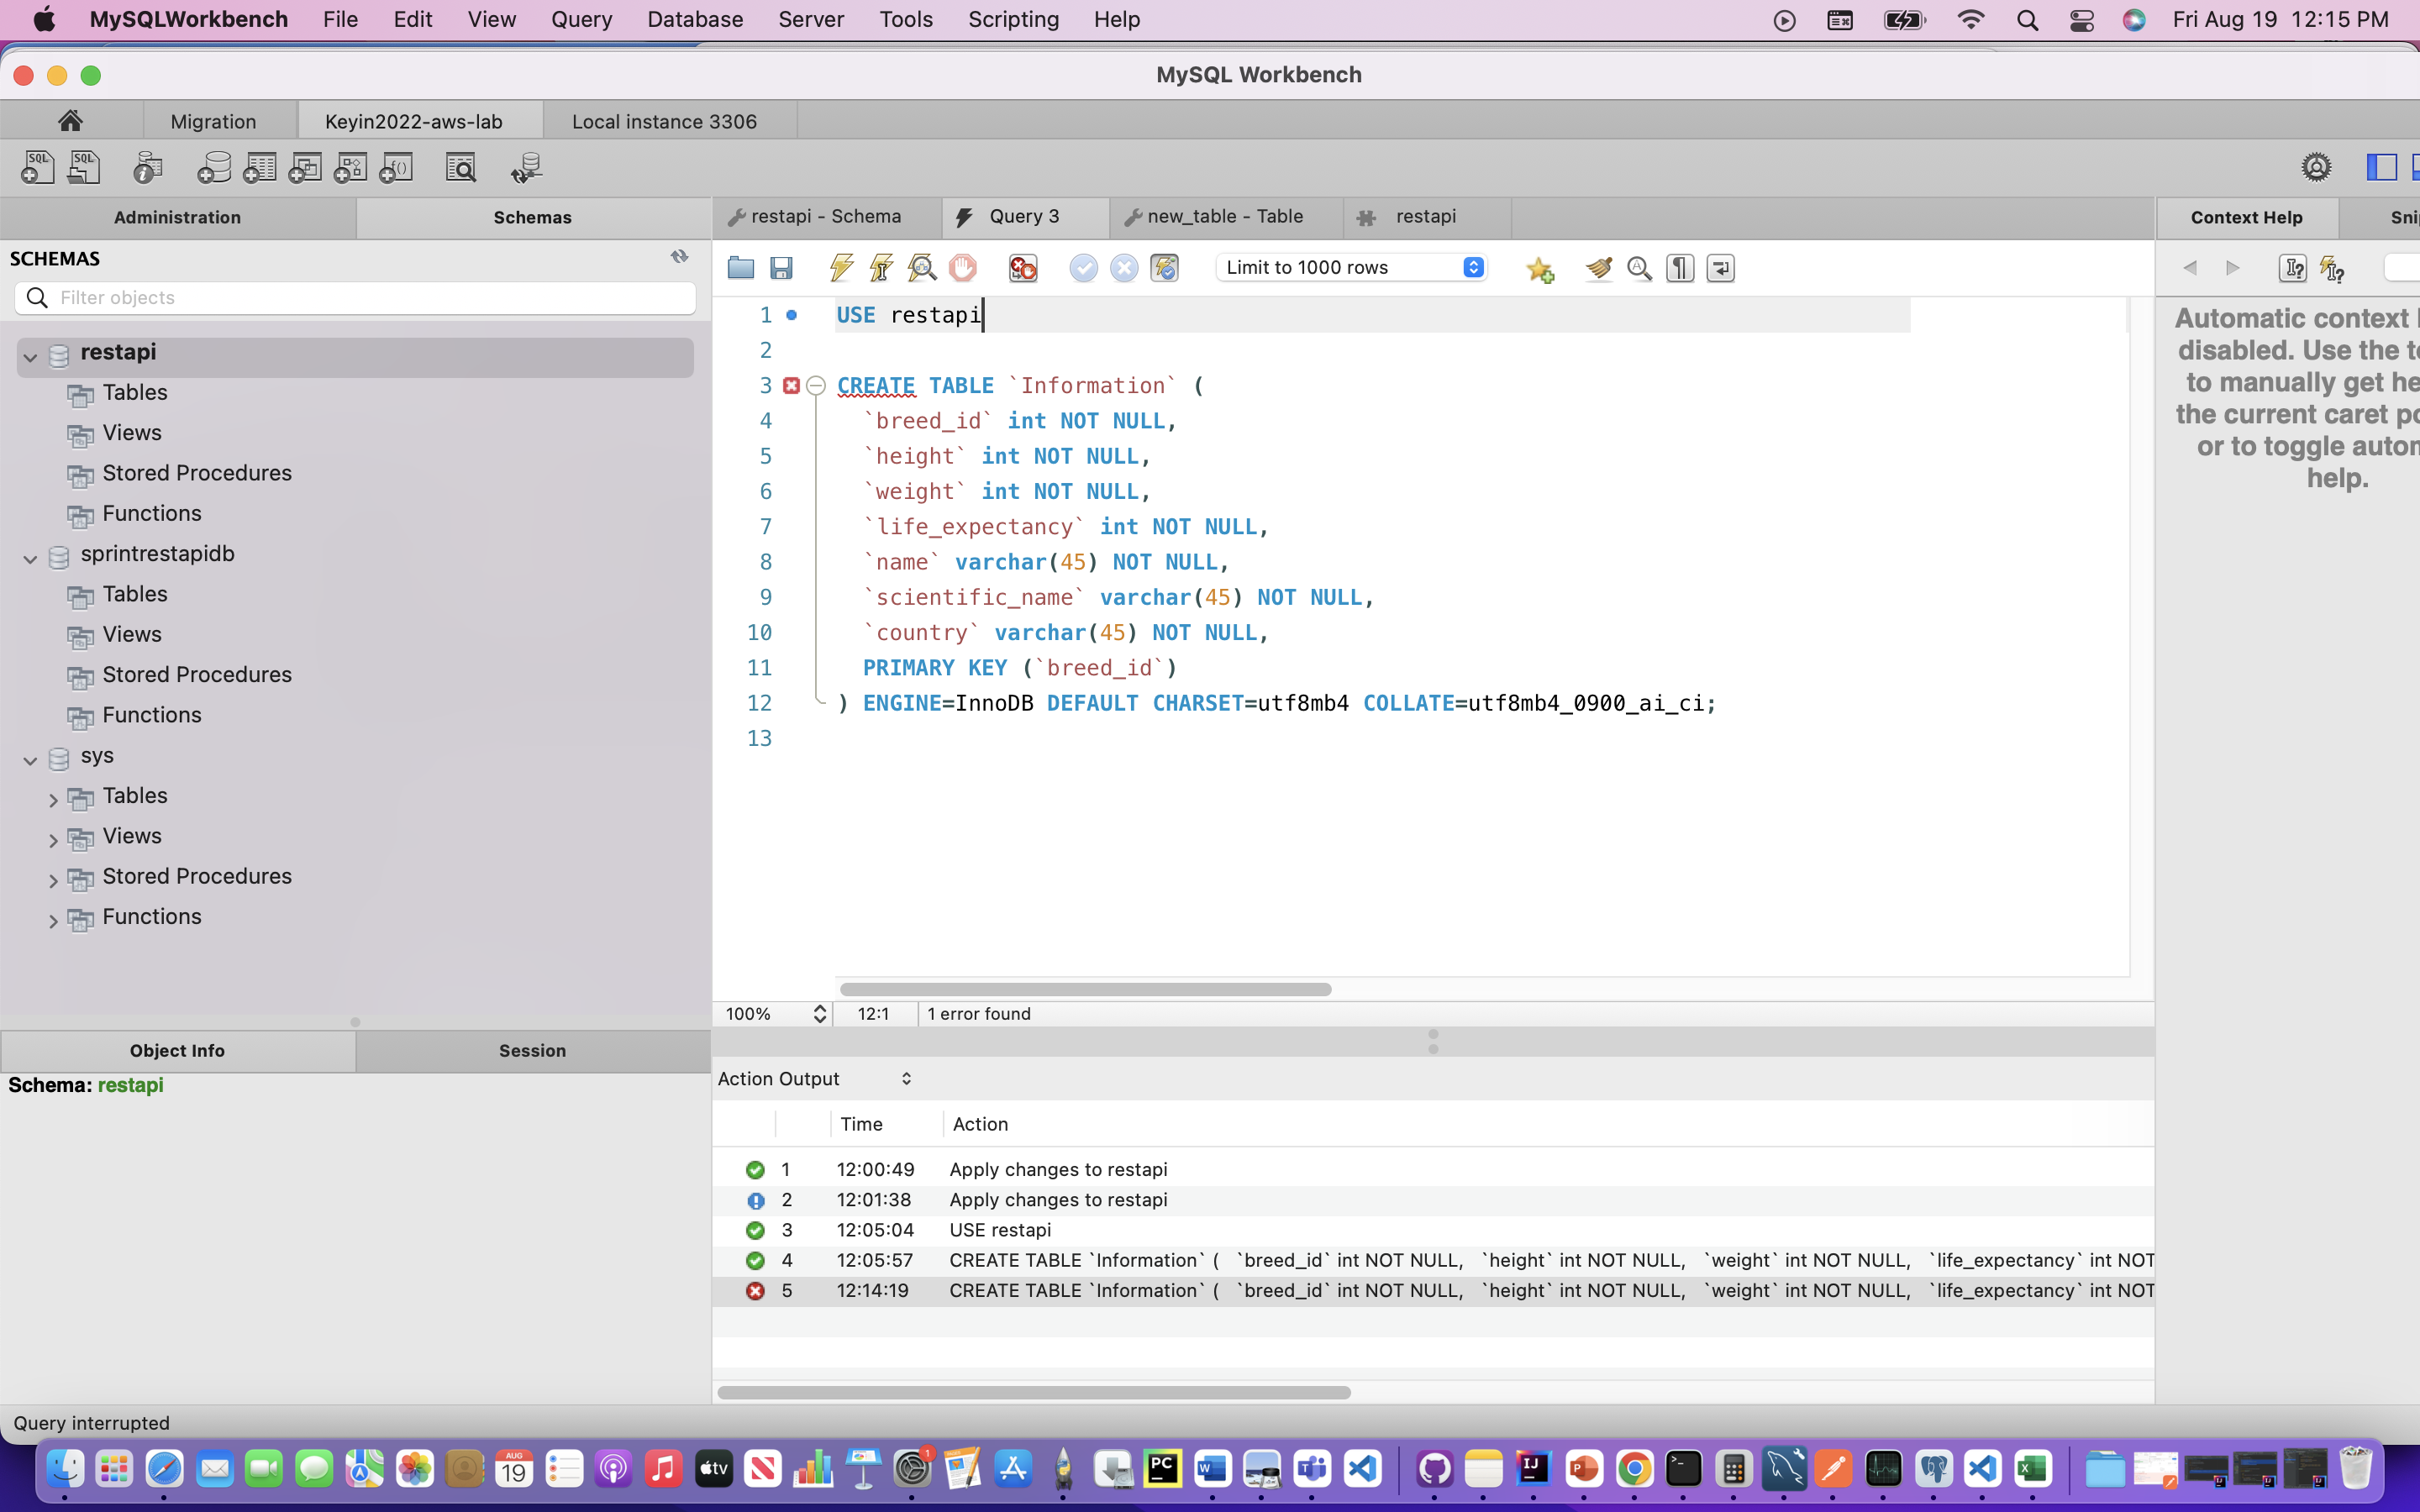 MySQLWorkbench File Edit View Query Database Server Tools Scripting Help Fri Aug 19 12:15 PM
MySQL Workbench
Migration Keyin2022-aws-lab Local instance 3306
SQL SQL
Administration Schemas restapi - Schema Query 3 new_table - Table restapi Context Help Sni
SCHEMAS
Filter objects
Limit to 1000 rows
restapi
Tables
Views
Stored Procedures
Functions
sprintrestapidb
Tables
Views
Stored Procedures
Functions
sys
Tables
Views
Stored Procedures
Functions
1 USE restapi
2
3 CREATE TABLE `Information` (
4 `breed_id` int NOT NULL,
5 `height` int NOT NULL,
6 `weight` int NOT NULL,
7 `life_expectancy` int NOT NULL,
8 `name` varchar(45) NOT NULL,
9 `scientific_name` varchar(45) NOT NULL,
10 `country` varchar(45) NOT NULL,
11 PRIMARY KEY (`breed_id`)
12 ) ENGINE=InnoDB DEFAULT CHARSET=utf8mb4 COLLATE=utf8mb4_0900_ai_ci;
13
100% 12:1 1 error found
Automatic context
disabled. Use the
to manually get he
the current caret po
or to toggle auto
help.
Object Info Session
Schema: restapi
Action Output
Time Action
1 12:00:49 Apply changes to restapi
2 12:01:38 Apply changes to restapi
3 12:05:04 USE restapi
4 12:05:57 CREATE TABLE `Information` ( `breed_id` int NOT NULL, `height` int NOT NULL, `weight` int NOT NULL, `life_expectancy` int NOT
5 12:14:19 CREATE TABLE `Information` ( `breed_id` int NOT NULL, `height` int NOT NULL, `weight` int NOT NULL, `life_expectancy` int NOT
Query interrupted
AUG
19
tv
1
PC
W
IJ
P
X